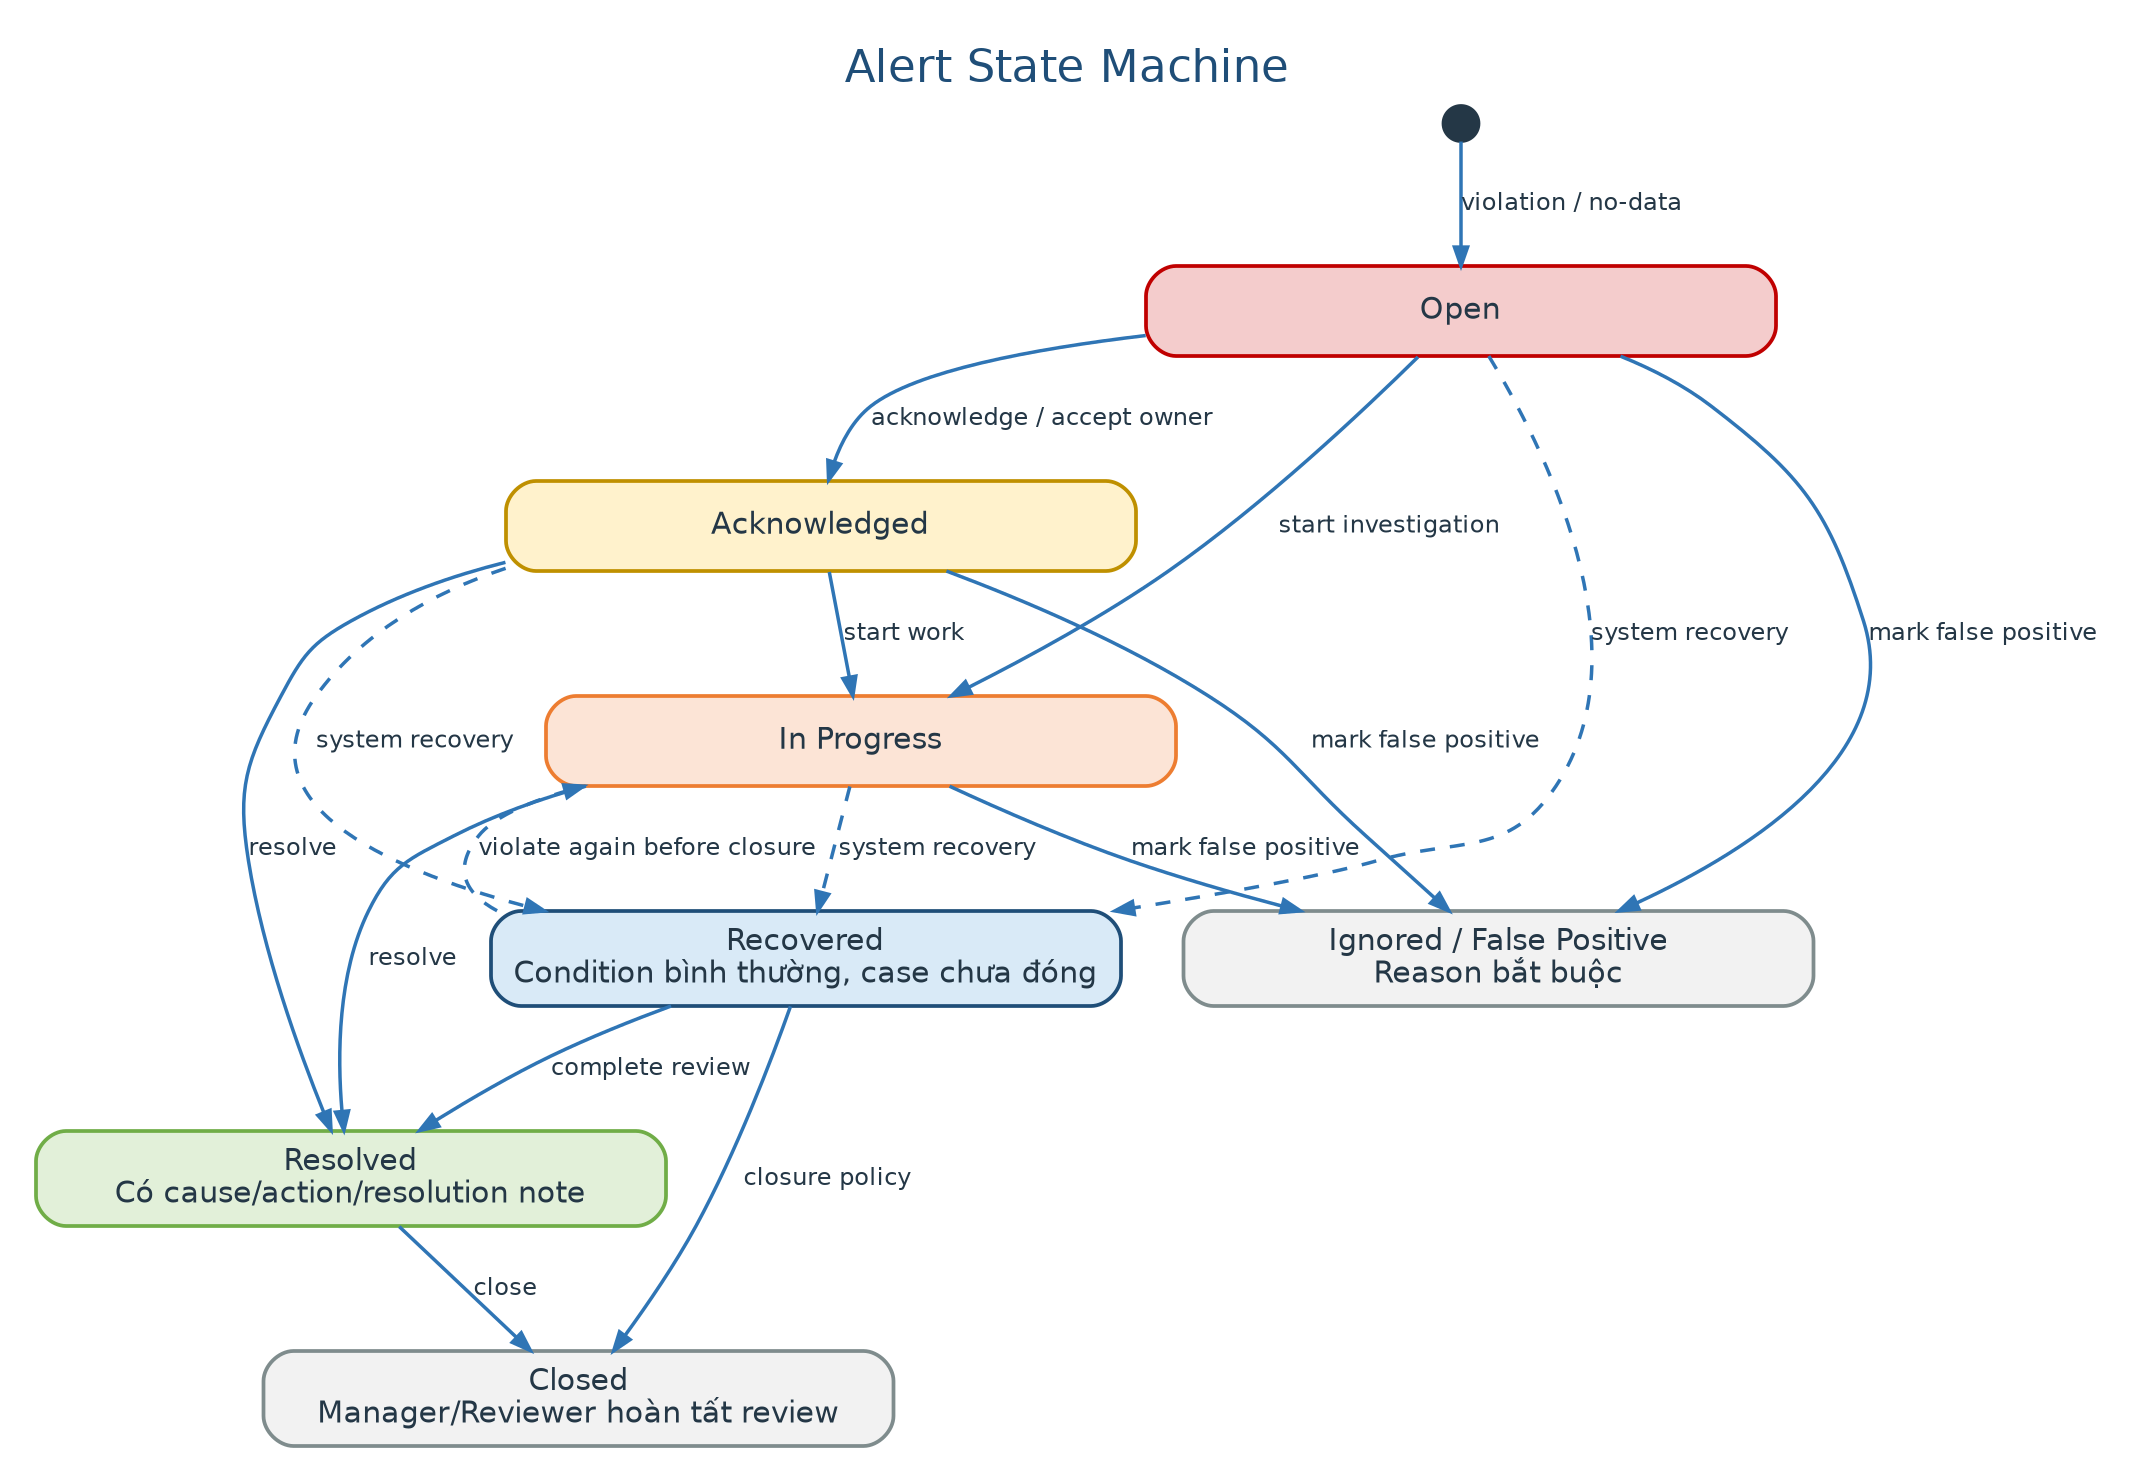 Alert State Machine
violation / no-data
Open
acknowledge / accept owner
Acknowledged
start investigation
start work
system recovery
mark false positive
In Progress
system recovery
mark false positive
resolve
violate again before closure
system recovery
mark false positive
resolve
Recovered
Condition bình thường, case chưa đóng
Ignored / False Positive
Reason bắt buộc
complete review
Resolved
Có cause/action/resolution note
closure policy
close
Closed
Manager/Reviewer hoàn tất review